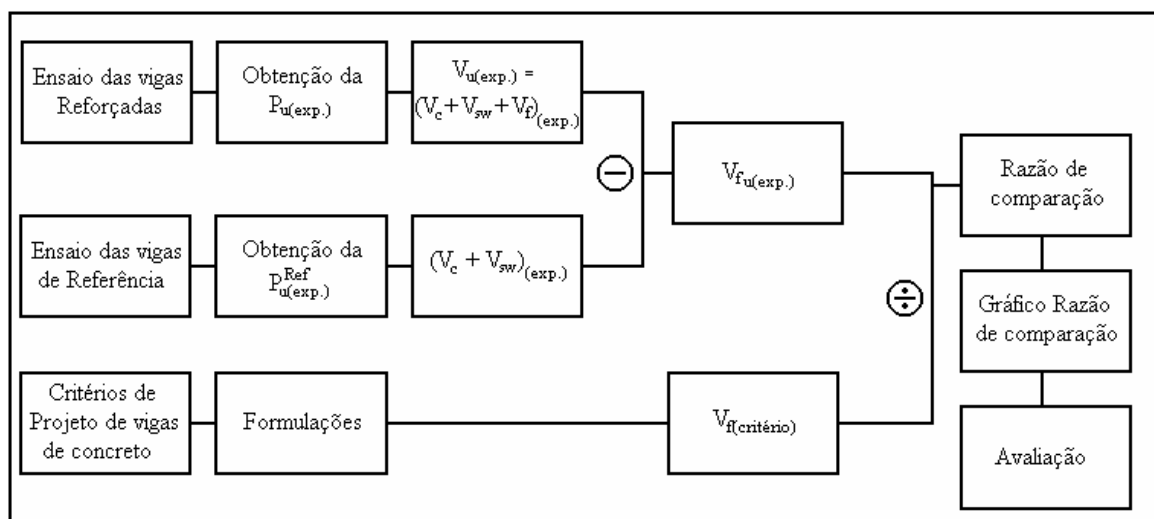 Ensaio das vigas
Reforçadas
Obtenção da
Pu(exp.)
Vu(exp.) =
(Vc+Vsw+Vf)(exp.)
−
Vfu(exp.)
Razão de
comparação
Ensaio das vigas
de Referência
Obtenção da
PRefu(exp.)
(Vc + Vsw)(exp.)
÷
Gráfico Razão
de comparação
Critérios de
Projeto de vigas
de concreto
Formulações
Vf(critério)
Avaliação